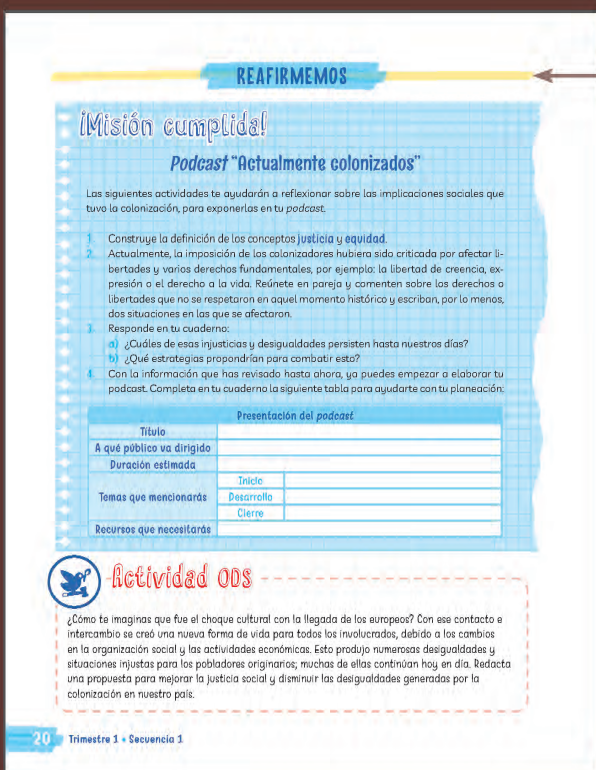 REAFIRMEMOS
¡Misión cumplida!
Podcast “Actualmente colonizados”
Las siguientes actividades te ayudarán a reflexionar sobre las implicaciones sociales que
tuvo la colonización, para exponerlas en tu podcast.
1. Construye la definición de los conceptos justicia y equidad.
2. Actualmente, la imposición de los colonizadores hubiera sido criticada por afectar li-
bertades y varios derechos fundamentales, por ejemplo: la libertad de creencia, ex-
presión o el derecho a la vida. Reúnete en pareja y comenten sobre los derechos o
libertades que no se respetaron en aquel momento histórico y escriban, por lo menos,
dos situaciones en las que se afectaron.
3. Responde en tu cuaderno:
a) ¿Cuáles de esas injusticias y desigualdades persisten hasta nuestros días?
b) ¿Qué estrategias propondrían para combatir esto?
4. Con la información que has revisado hasta ahora, ya puedes empezar a elaborar tu
podcast. Completa en tu cuaderno la siguiente tabla para ayudarte con tu planeación:
Presentación del podcast
Título
A qué público va dirigido
Duración estimada
Temas que mencionarás
Inicio
Desarrollo
Cierre
Recursos que necesitarás
Actividad ODS
¿Cómo te imaginas que fue el choque cultural con la llegada de los europeos? Con ese contacto e
intercambio se creó una nueva forma de vida para todos los involucrados, debido a los cambios
en la organización social y las actividades económicas. Esto produjo numerosas desigualdades y
situaciones injustas para los pobladores originarios; muchas de ellas continúan hoy en día. Redacta
una propuesta para mejorar la justicia social y disminuir las desigualdades generadas por la
colonización en nuestro país.
20 Trimestre 1 • Secuencia 1